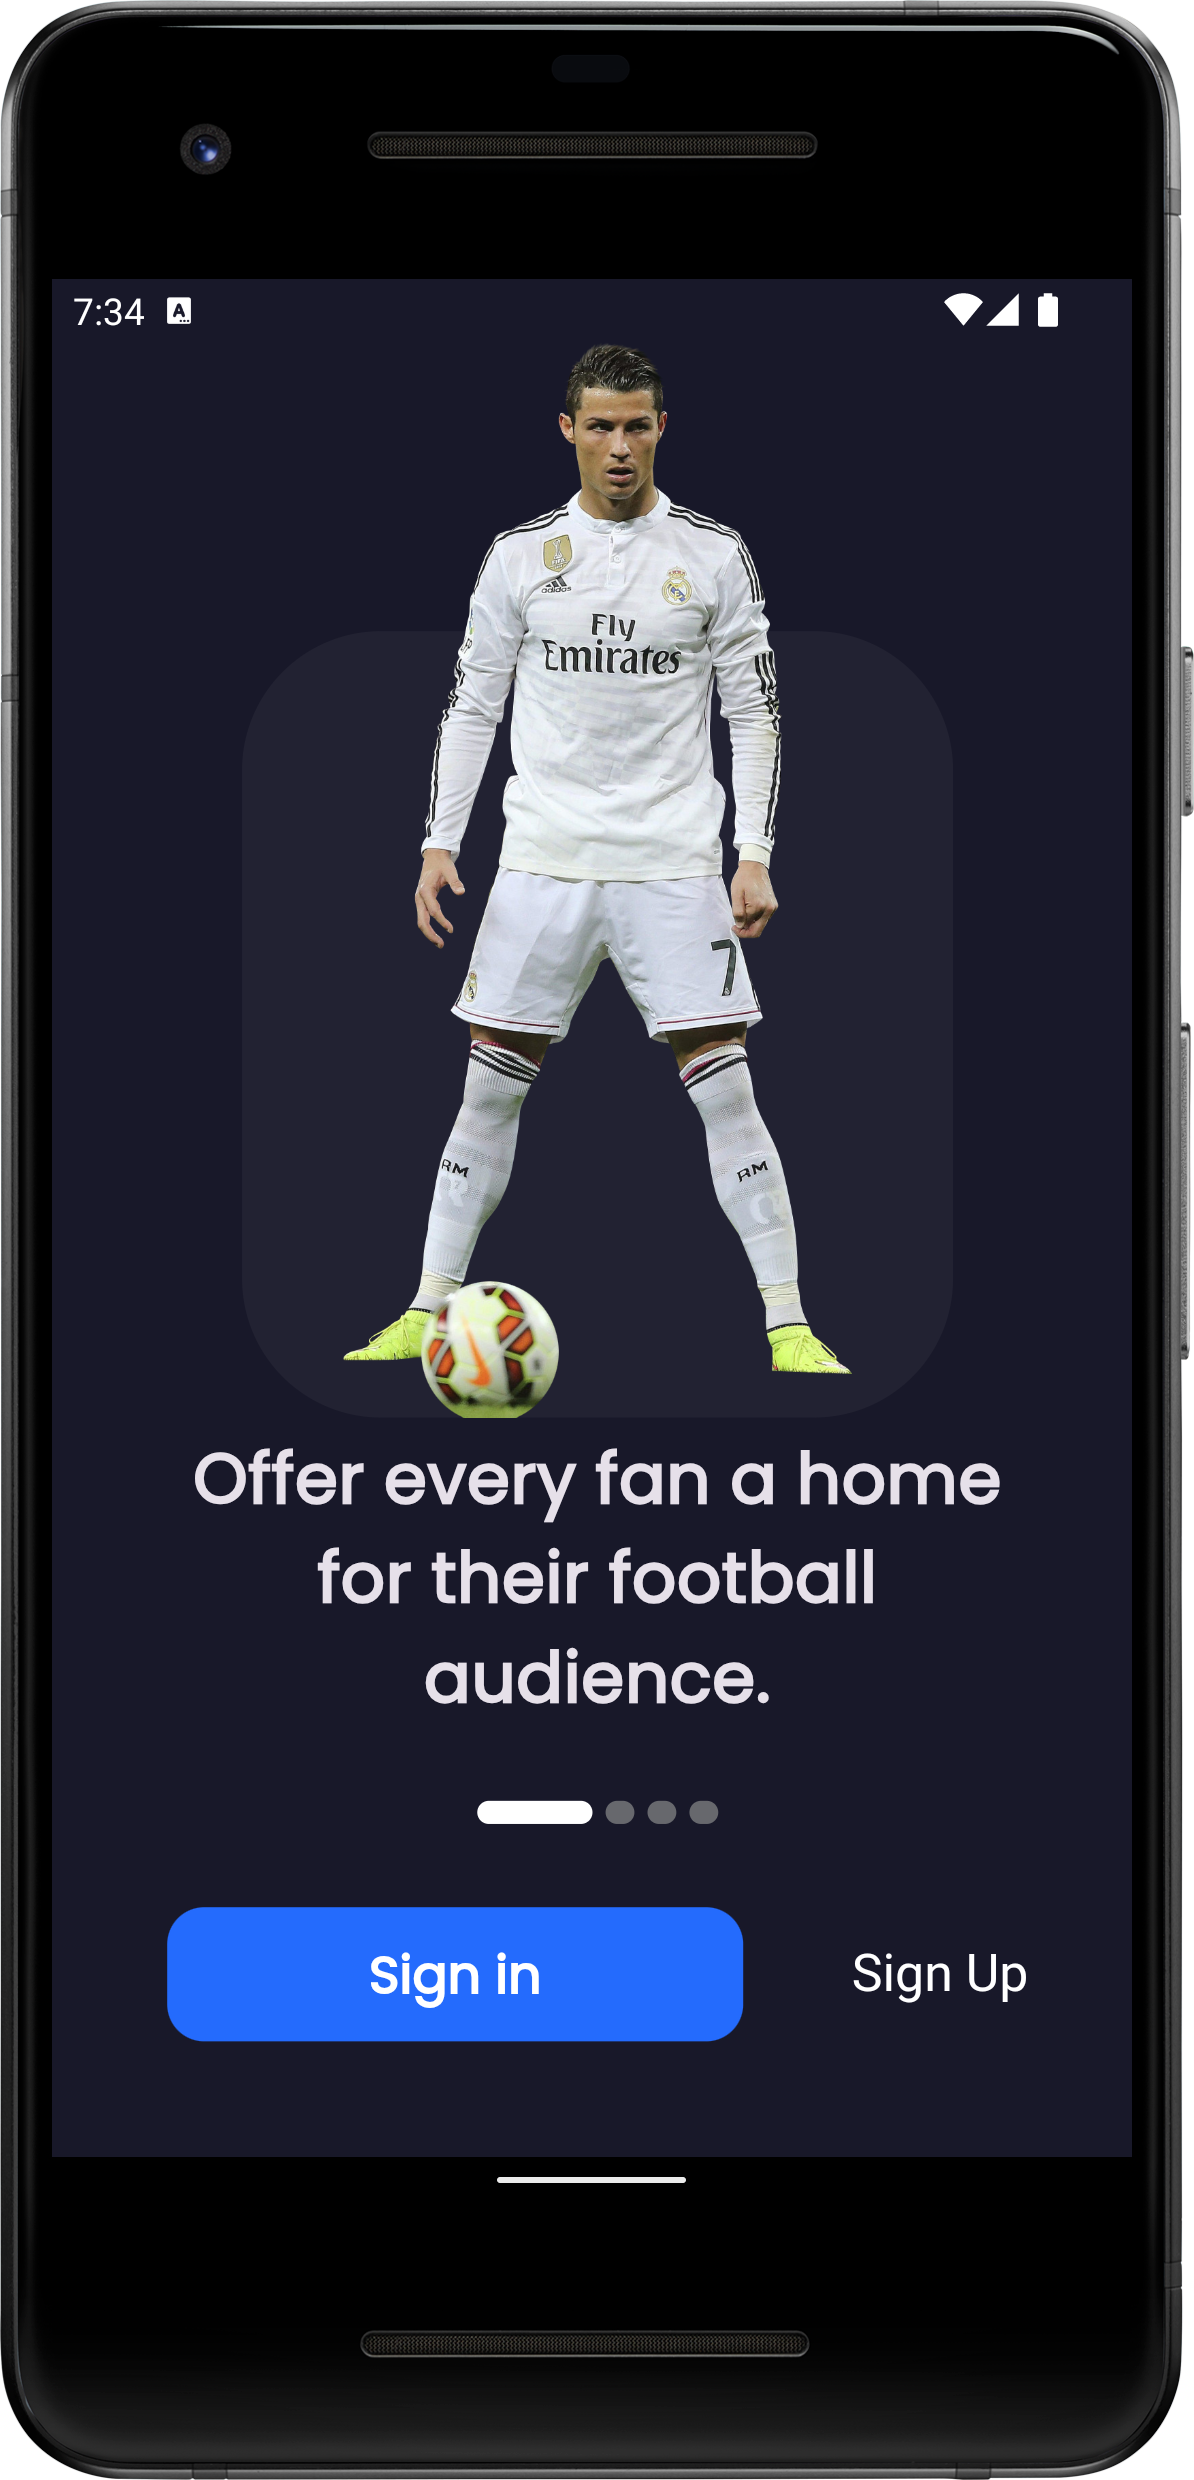 7:34
A
adidas
Fly
Emirates
7
RM
RM
Offer every fan a home
for their football
audience.
Sign in
Sign Up